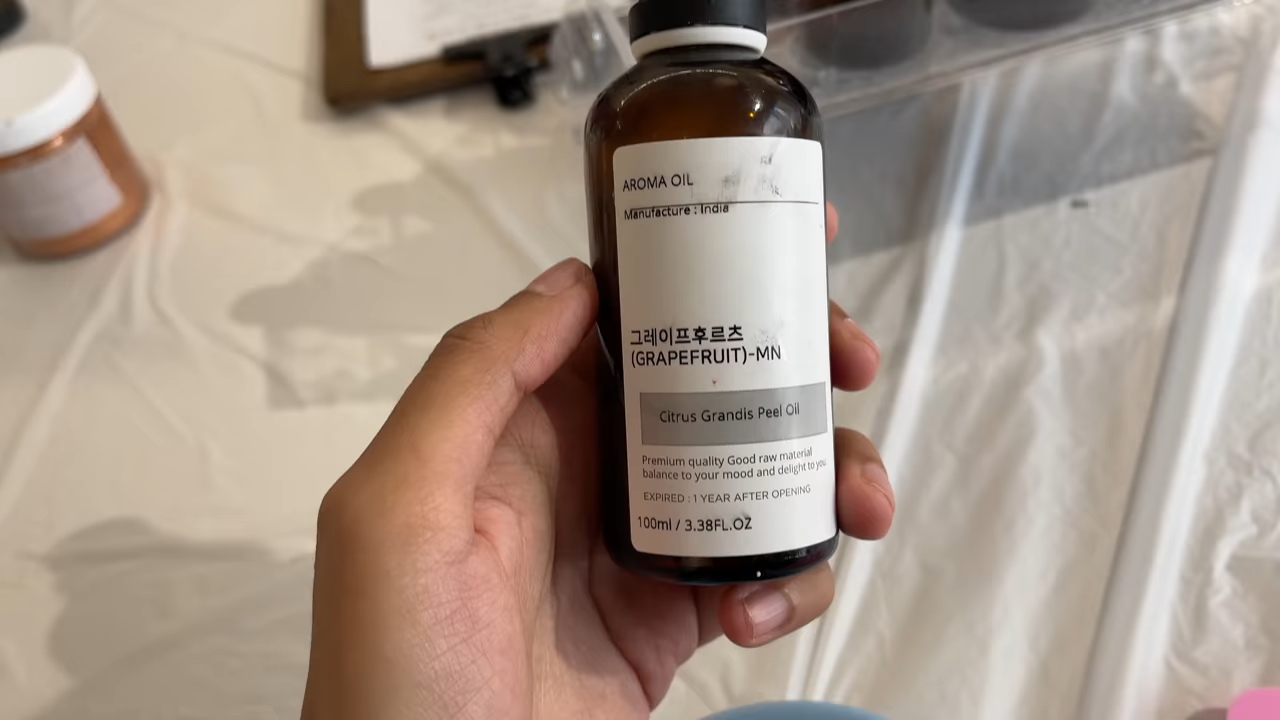 AROMA OIL
Manufacture : India
그레이프후르츠
(GRAPEFRUIT)-MN
Citrus Grandis Peel Oil
Premium quality Good raw material
balance to your mood and delight to you
EXPIRED : 1 YEAR AFTER OPENING
100ml / 3.38FL.OZ